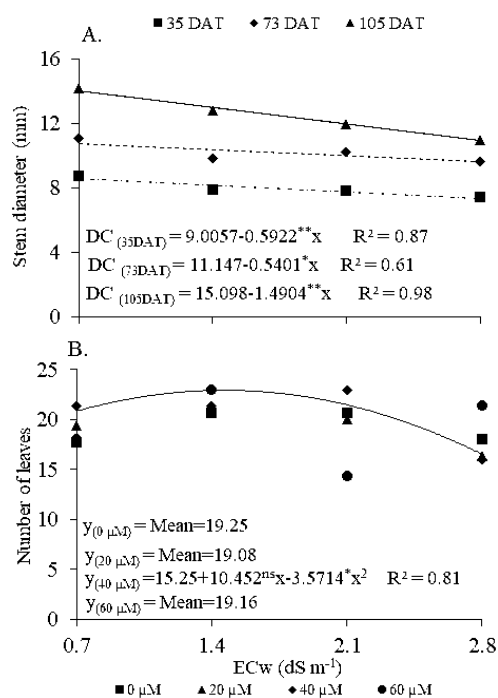 35 DAT 73 DAT 105 DAT
A.
16
12
8
4
0
Stem diameter (mm)
DC (35DAT) = 9.0057-0.5922**x R² = 0.87
DC (73DAT) = 11.147-0.5401*x R² = 0.61
DC (105DAT) = 15.098-1.4904**x R² = 0.98
B.
25
20
15
10
5
0
Number of leaves
y(0 µM) = Mean=19.25
y(20 µM) = Mean=19.08
y(40 µM) =15.25+10.452ⁿˢx-3.5714*x² R² = 0.81
y(60 µM) = Mean=19.16
0.7 1.4 2.1 2.8
ECw (dS m⁻¹)
0 µM 20 µM 40 µM 60 µM